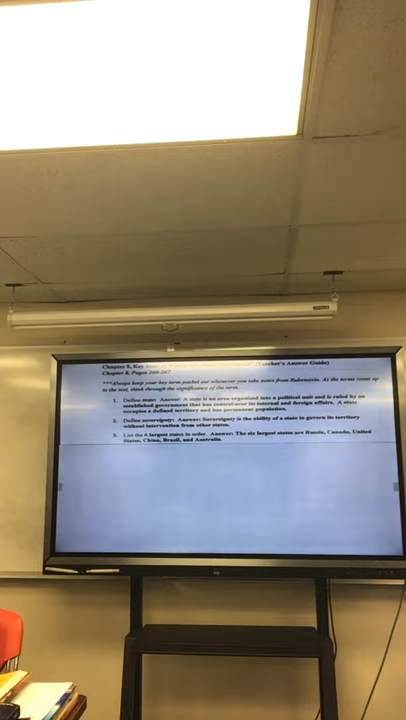 Chapter 8, Key Issue (Teacher's Answer Guide)
Chapter 8, Pages 260-267
***Always keep your key term packet out whenever you take notes from Rubenstein. As the terms come up
in the text, think through the significance of the term.
1. Define state: Answer: A state is an area organized into a political unit and is ruled by an
established government that has control over its internal and foreign affairs. A state
occupies a defined territory and has permanent population.
2. Define sovereignty: Answer: Sovereignty is the ability of a state to govern its territory
without intervention from other states.
3. List the 6 largest states in order. Answer: The six largest states are Russia, Canada, United
States, China, Brazil, and Australia.